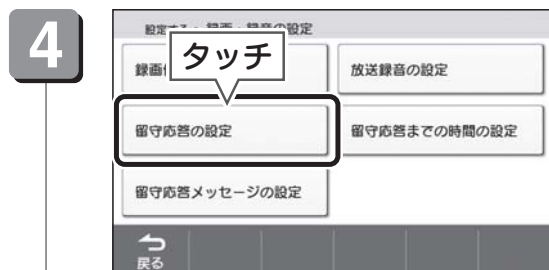 4
設定する 録画・録音の設定
タッチ
録画
放送録音の設定
留守応答の設定
留守応答までの時間の設定
留守応答メッセージの設定
戻る